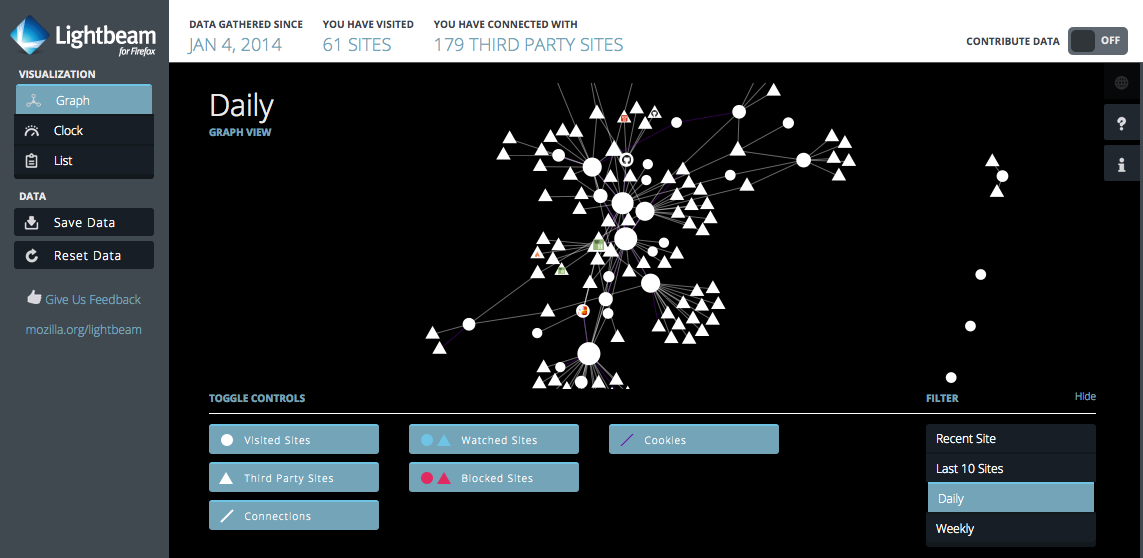 Lightbeam
for Firefox
DATA GATHERED SINCE
JAN 4, 2014
YOU HAVE VISITED
61 SITES
YOU HAVE CONNECTED WITH
179 THIRD PARTY SITES
CONTRIBUTE DATA
OFF
VISUALIZATION
Graph
Clock
List
DATA
Save Data
Reset Data
Give Us Feedback
mozilla.org/lightbeam
Daily
GRAPH VIEW
?
i
TOGGLE CONTROLS
Visited Sites
Watched Sites
Cookies
Third Party Sites
Blocked Sites
Connections
FILTER
Hide
Recent Site
Last 10 Sites
Daily
Weekly